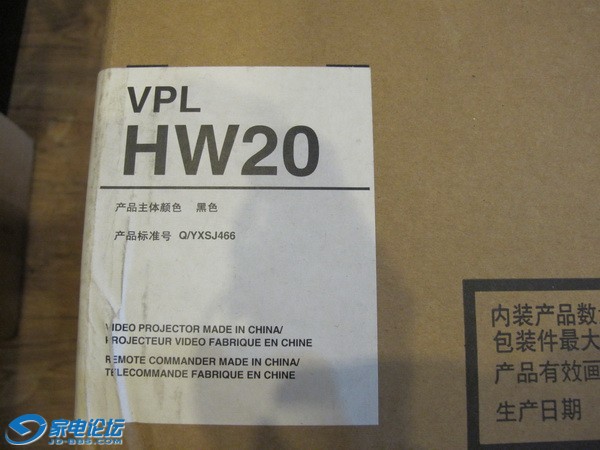 VPL
HW20
产品主体颜色 黑色
产品标准号 Q/YXSJ466
VIDEO PROJECTOR MADE IN CHINA/
PROJECTEUR VIDEO FABRIQUE EN CHINE
REMOTE COMMANDER MADE IN CHINA/
TELECOMMANDE FABRIQUE EN CHINE
内装产品数
包装件最大
产品有效画
生产日期
家电论坛
JD-BBS.COM